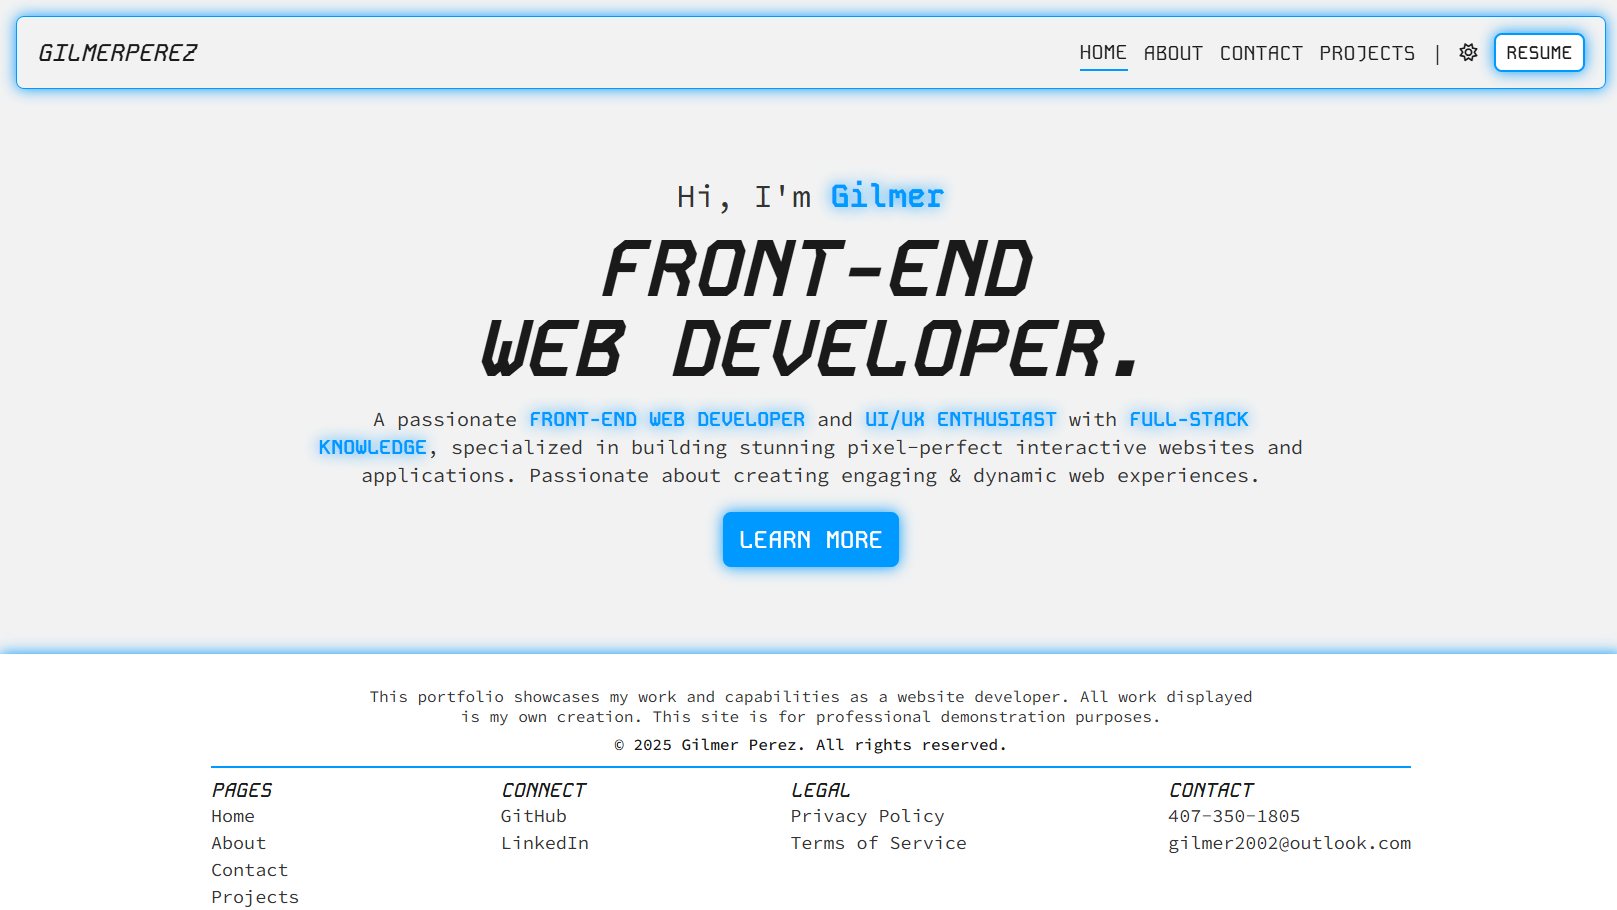 GILMERPEREZ
HOME ABOUT CONTACT PROJECTS | RESUME
Hi, I'm Gilmer
FRONT-END
WEB DEVELOPER.
A passionate FRONT-END WEB DEVELOPER and UI/UX ENTHUSIAST with FULL-STACK
KNOWLEDGE, specialized in building stunning pixel-perfect interactive websites and
applications. Passionate about creating engaging & dynamic web experiences.
LEARN MORE
This portfolio showcases my work and capabilities as a website developer. All work displayed
is my own creation. This site is for professional demonstration purposes.
© 2025 Gilmer Perez. All rights reserved.
PAGES
Home
About
Contact
Projects
CONNECT
GitHub
LinkedIn
LEGAL
Privacy Policy
Terms of Service
CONTACT
407-350-1805
gilmer2002@outlook.com